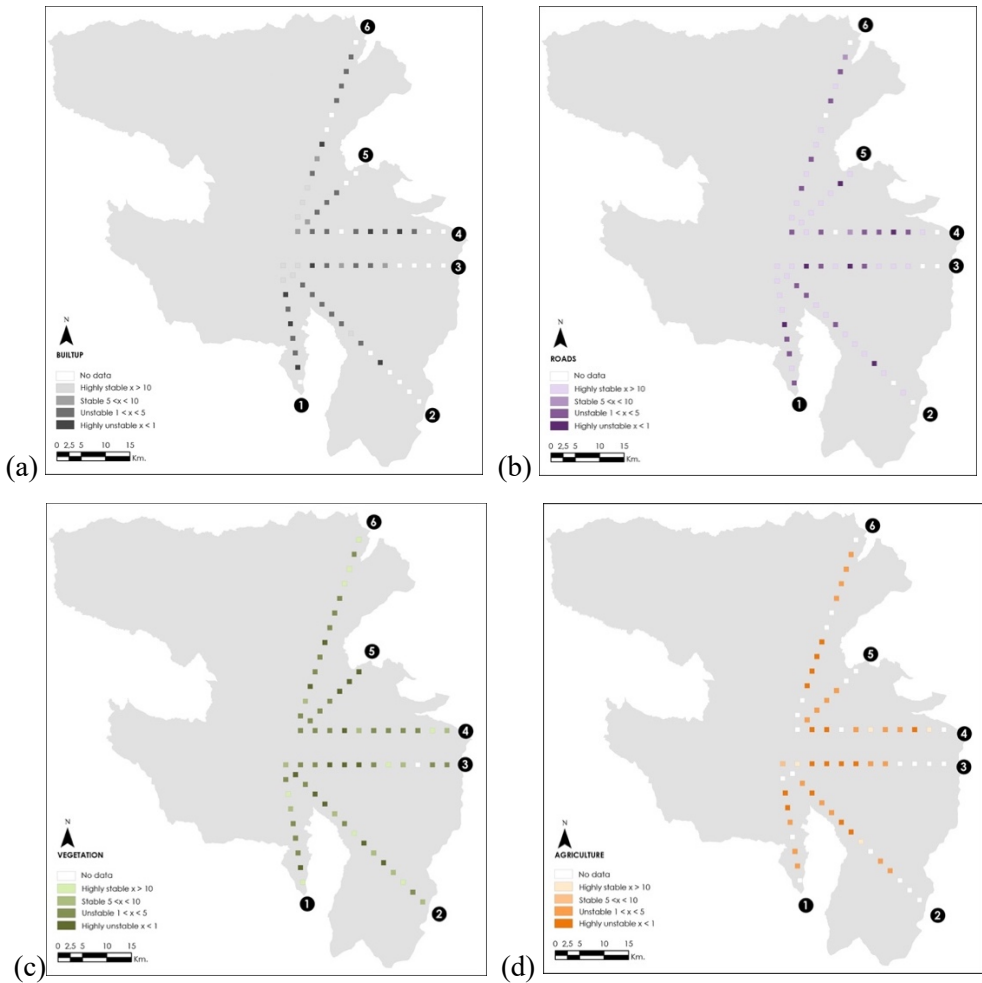 6
5
4
3
N
BUILTUP
No data
Highly stable x > 10
Stable 5 <x < 10
Unstable 1 < x < 5
Highly unstable x < 1
1
2
0 2,5 5 10 15
Km.
(a)
6
5
4
3
N
ROADS
No data
Highly stable x > 10
Stable 5 <x < 10
Unstable 1 < x < 5
Highly unstable x < 1
1
2
0 2,5 5 10 15
Km.
(b)
6
5
4
3
N
VEGETATION
No data
Highly stable x > 10
Stable 5 <x < 10
Unstable 1 < x < 5
Highly unstable x < 1
1
2
0 2,5 5 10 15
Km.
(c)
6
5
4
3
N
AGRICULTURE
No data
Highly stable x > 10
Stable 5 <x < 10
Unstable 1 < x < 5
Highly unstable x < 1
1
2
0 2,5 5 10 15
Km.
(d)